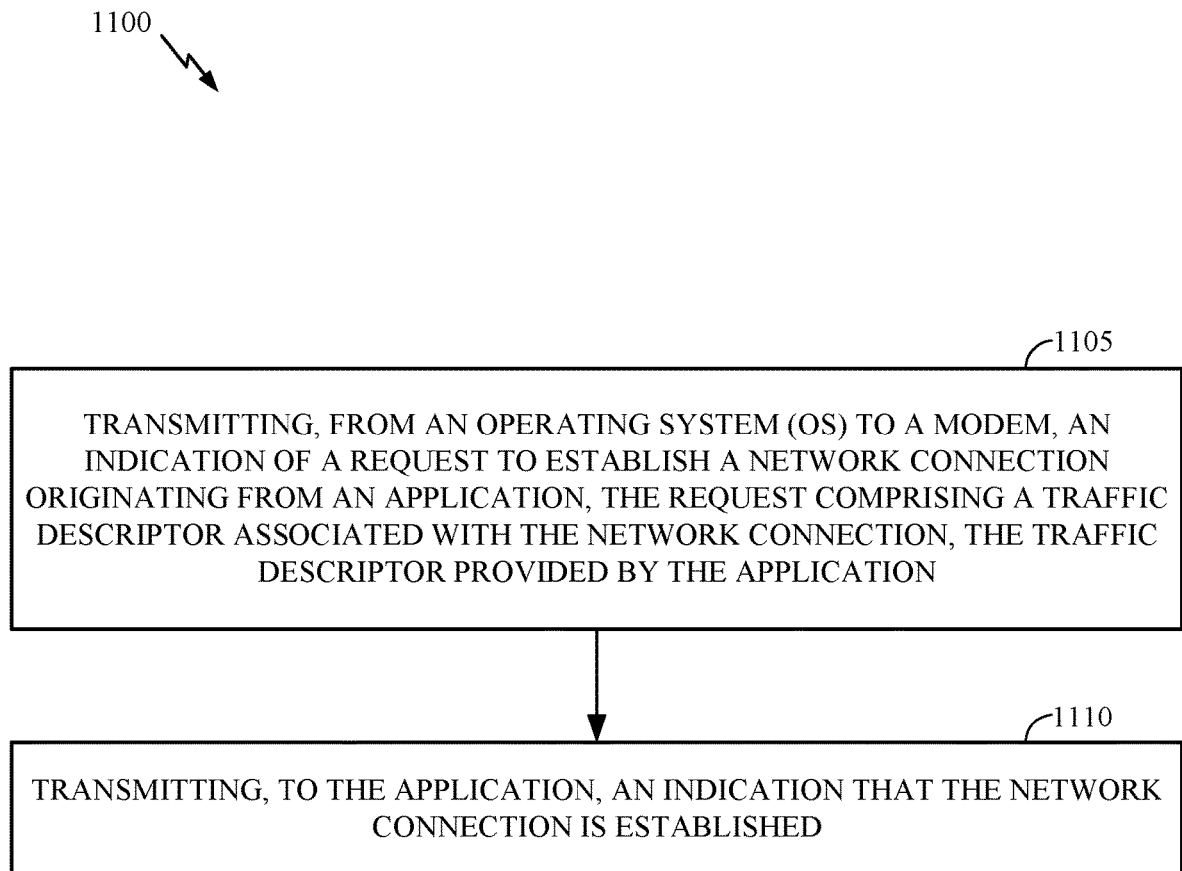 1100
1105
TRANSMITTING, FROM AN OPERATING SYSTEM (OS) TO A MODEM, AN
INDICATION OF A REQUEST TO ESTABLISH A NETWORK CONNECTION
ORIGINATING FROM AN APPLICATION, THE REQUEST COMPRISING A TRAFFIC
DESCRIPTOR ASSOCIATED WITH THE NETWORK CONNECTION, THE TRAFFIC
DESCRIPTOR PROVIDED BY THE APPLICATION
1110
TRANSMITTING, TO THE APPLICATION, AN INDICATION THAT THE NETWORK
CONNECTION IS ESTABLISHED